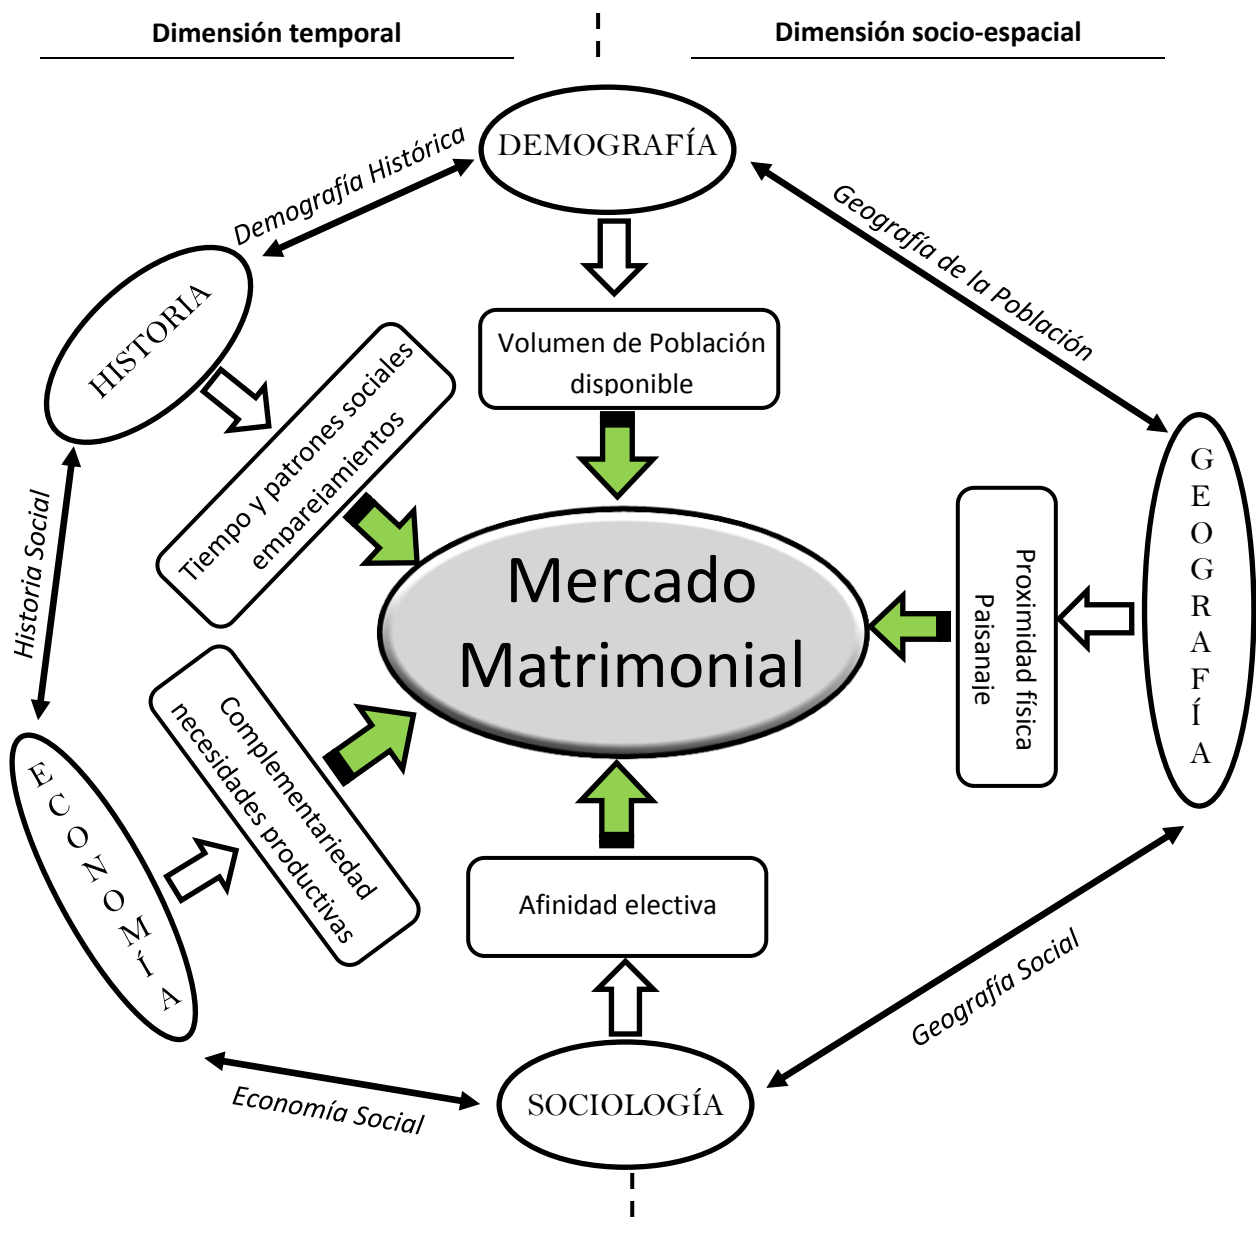 Dimensión temporal
Dimensión socio-espacial
DEMOGRAFÍA
Demografía Histórica
Geografía de la Población
HISTORIA
Volumen de Población
disponible
Tiempo y patrones sociales
emparejamientos
GEOGRAFÍA
Historia Social
Mercado
Matrimonial
Proximidad física
Paisanaje
Complementariedad
necesidades productivas
ECONOMÍA
Afinidad electiva
Geografía Social
Economía Social
SOCIOLOGÍA